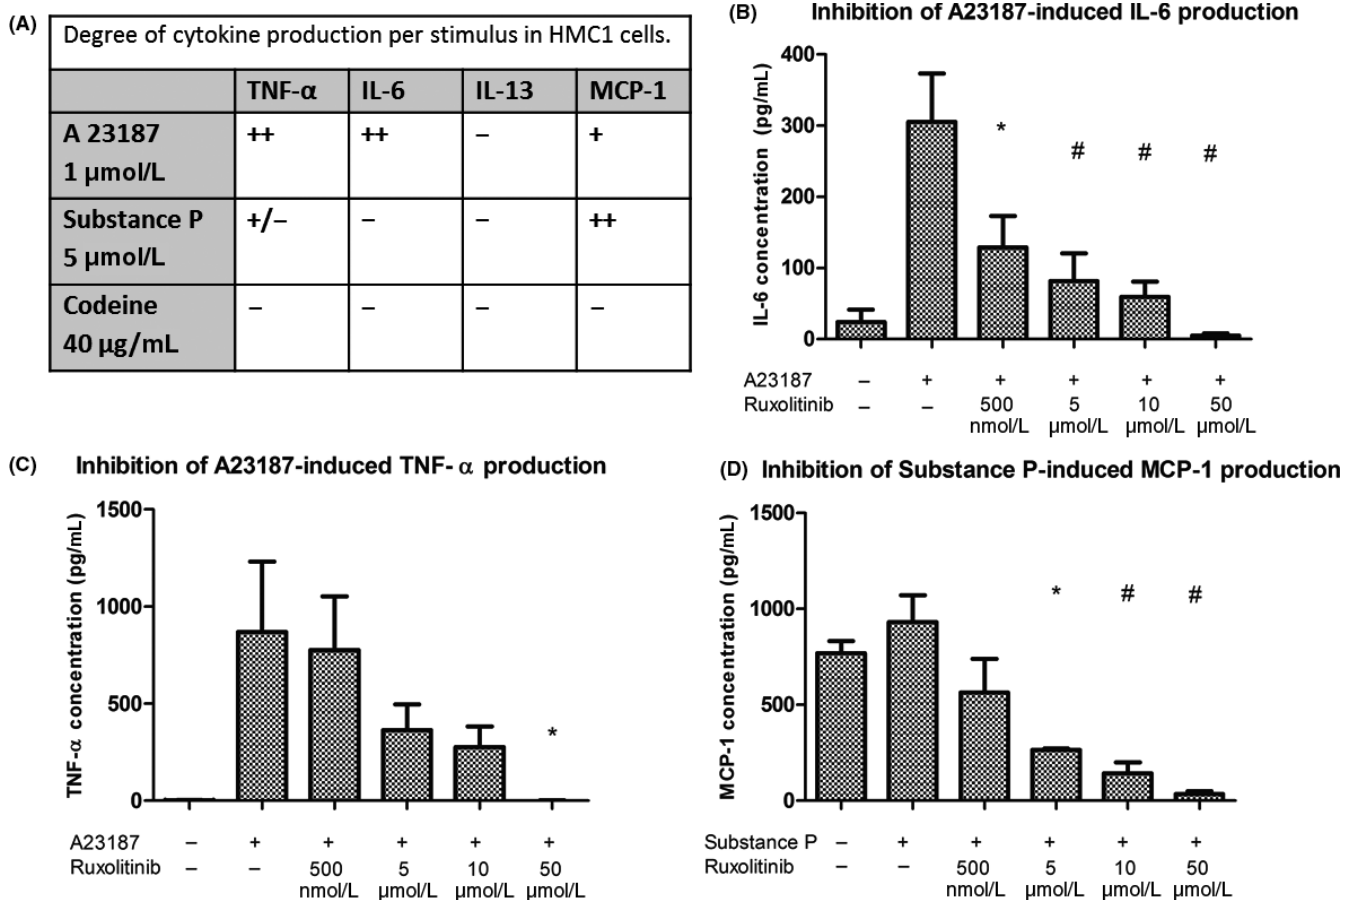 (A)
Degree of cytokine production per stimulus in HMC1 cells.
TNF-α IL-6 IL-13 MCP-1
A 23187 ++ ++ – +
1 µmol/L
Substance P +/– – – ++
5 µmol/L
Codeine – – – –
40 µg/mL
(B) Inhibition of A23187-induced IL-6 production
IL-6 concentration (pg/mL)
400
300
200
100
0
* # # #
A23187 – + + + + +
Ruxolitinib – – 500 5 10 50
nmol/L µmol/L µmol/L µmol/L
(C) Inhibition of A23187-induced TNF- α production
TNF-α concentration (pg/mL)
1500
1000
500
0
*
A23187 – + + + + +
Ruxolitinib – – 500 5 10 50
nmol/L µmol/L µmol/L µmol/L
(D) Inhibition of Substance P-induced MCP-1 production
MCP-1 concentration (pg/mL)
1500
1000
500
0
* # #
Substance P – + + + + +
Ruxolitinib – – 500 5 10 50
nmol/L µmol/L µmol/L µmol/L